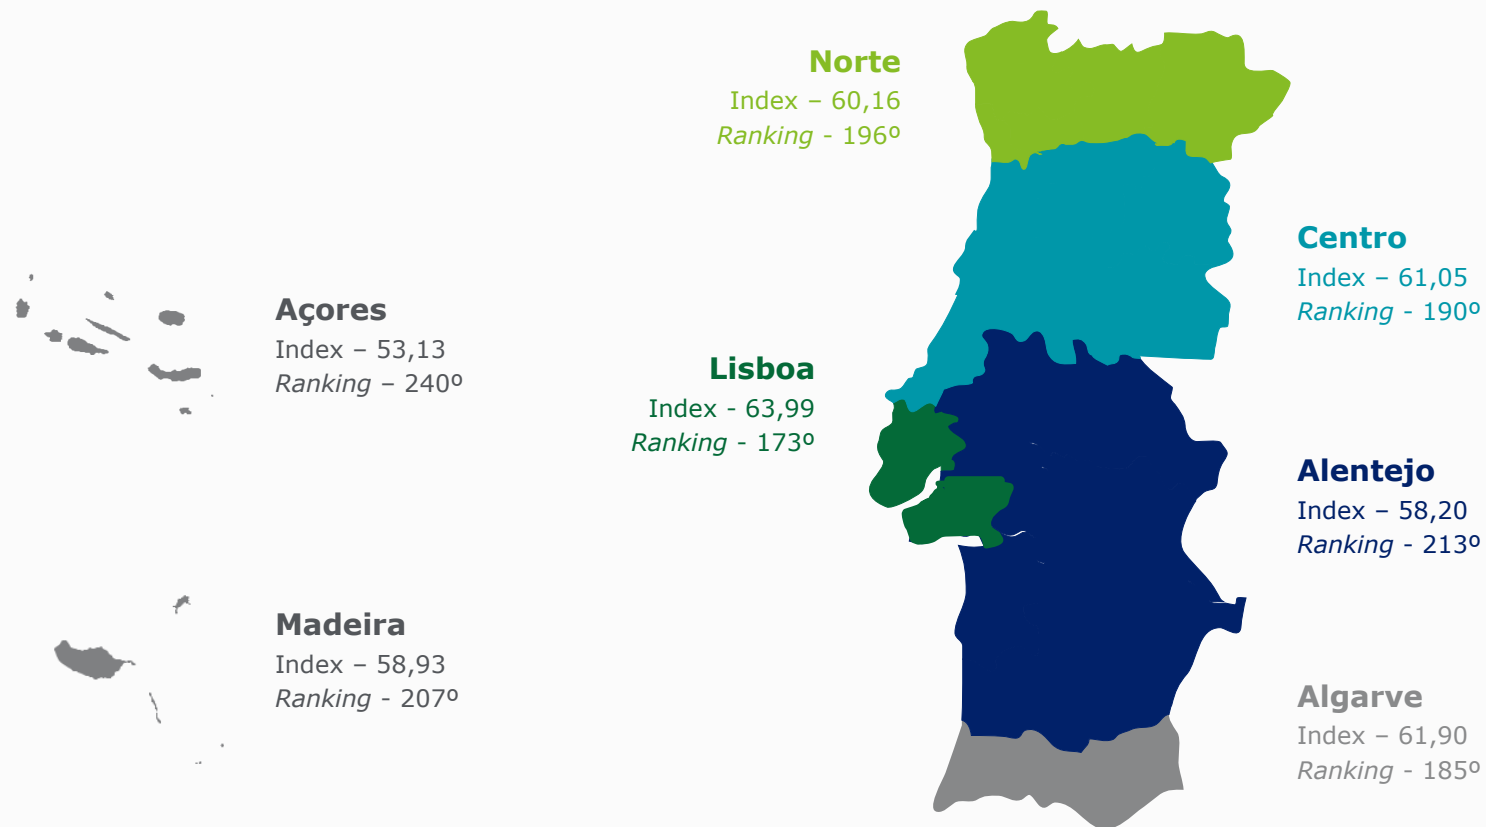 Norte
Index – 60,16
Ranking - 196º
Centro
Index – 61,05
Ranking - 190º
Açores
Index – 53,13
Ranking – 240º
Lisboa
Index - 63,99
Ranking - 173º
Alentejo
Index – 58,20
Ranking - 213º
Madeira
Index – 58,93
Ranking - 207º
Algarve
Index – 61,90
Ranking - 185º